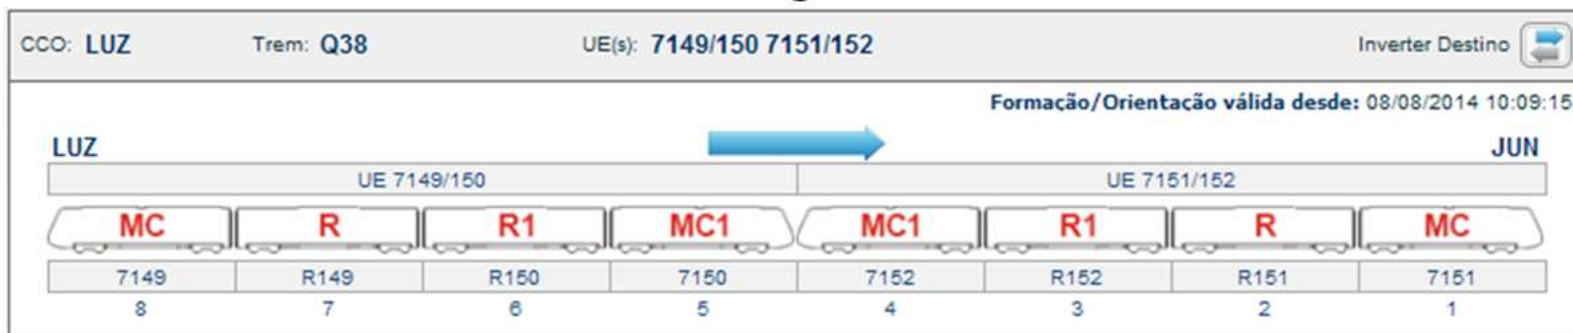 CCO: LUZ Trem: Q38 UE(s): 7149/150 7151/152 Inverter Destino
Formação/Orientação válida desde: 08/08/2014 10:09:15
LUZ JUN
UE 7149/150 UE 7151/152
MC R R1 MC1 MC1 R1 R MC
7149 R149 R150 7150 7152 R152 R151 7151
8 7 6 5 4 3 2 1